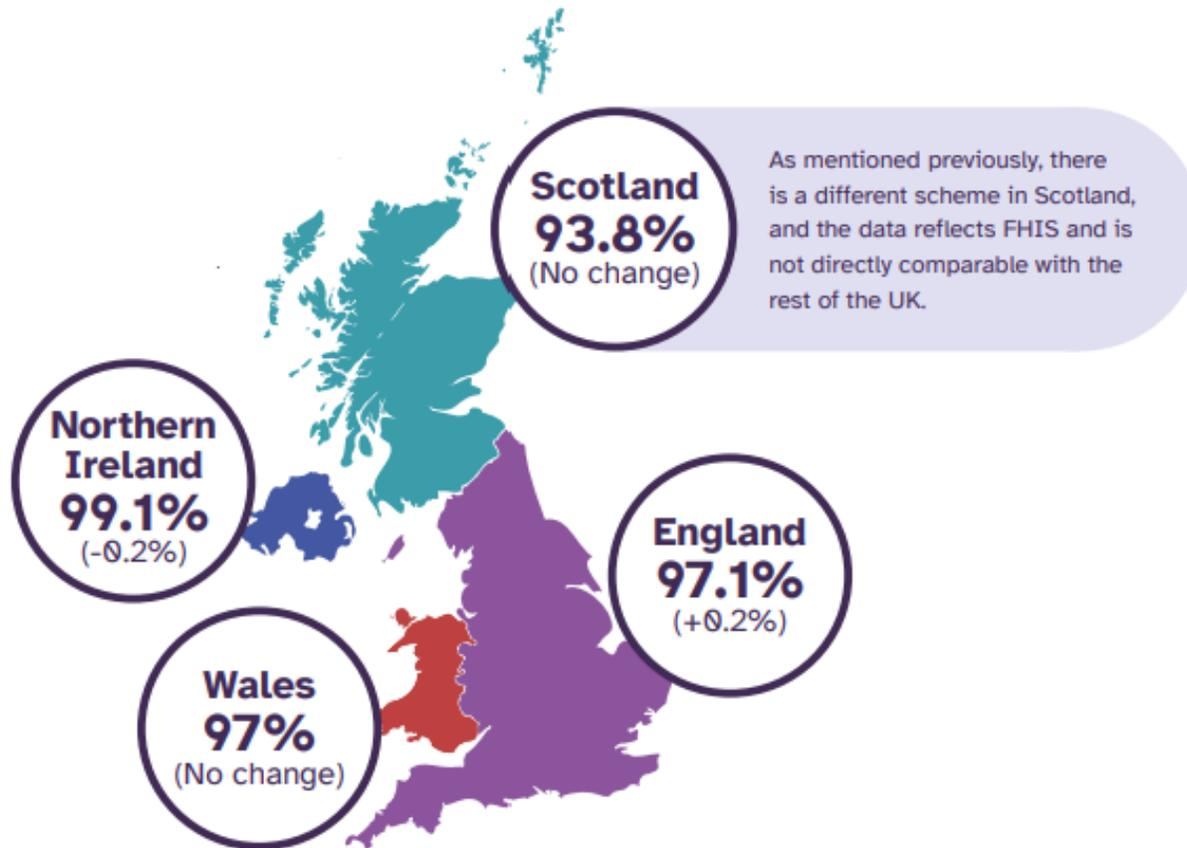 Scotland
93.8%
(No change)
As mentioned previously, there
is a different scheme in Scotland,
and the data reflects FHIS and is
not directly comparable with the
rest of the UK.
Northern
Ireland
99.1%
(-0.2%)
England
97.1%
(+0.2%)
Wales
97%
(No change)